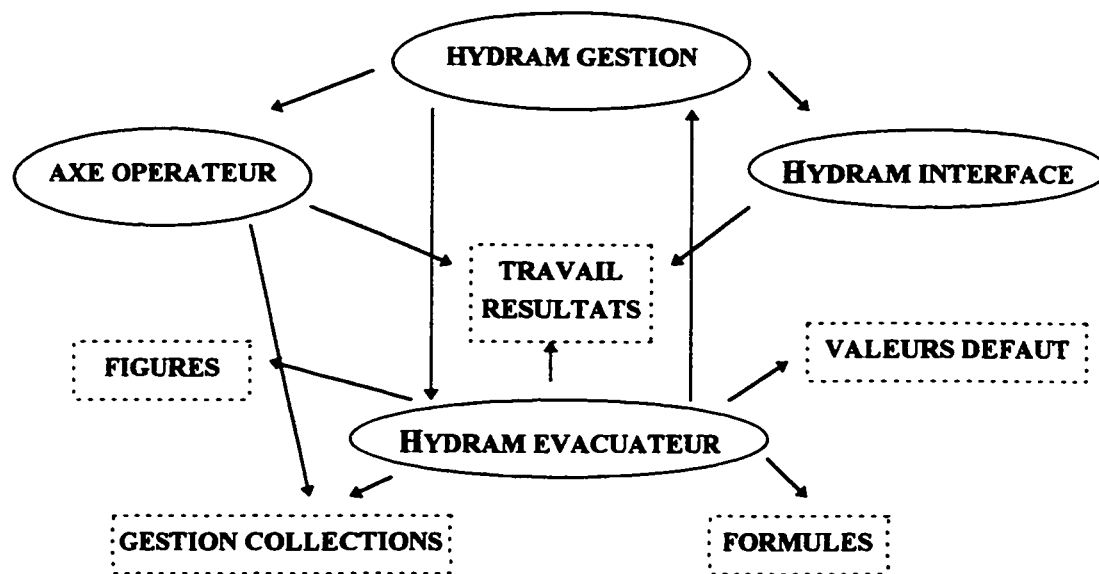 HYDRAM GESTION
AXE OPERATEUR
HYDRAM INTERFACE
TRAVAIL
RESULTATS
FIGURES
VALEURS DEFAUT
HYDRAM EVACUATEUR
GESTION COLLECTIONS
FORMULES